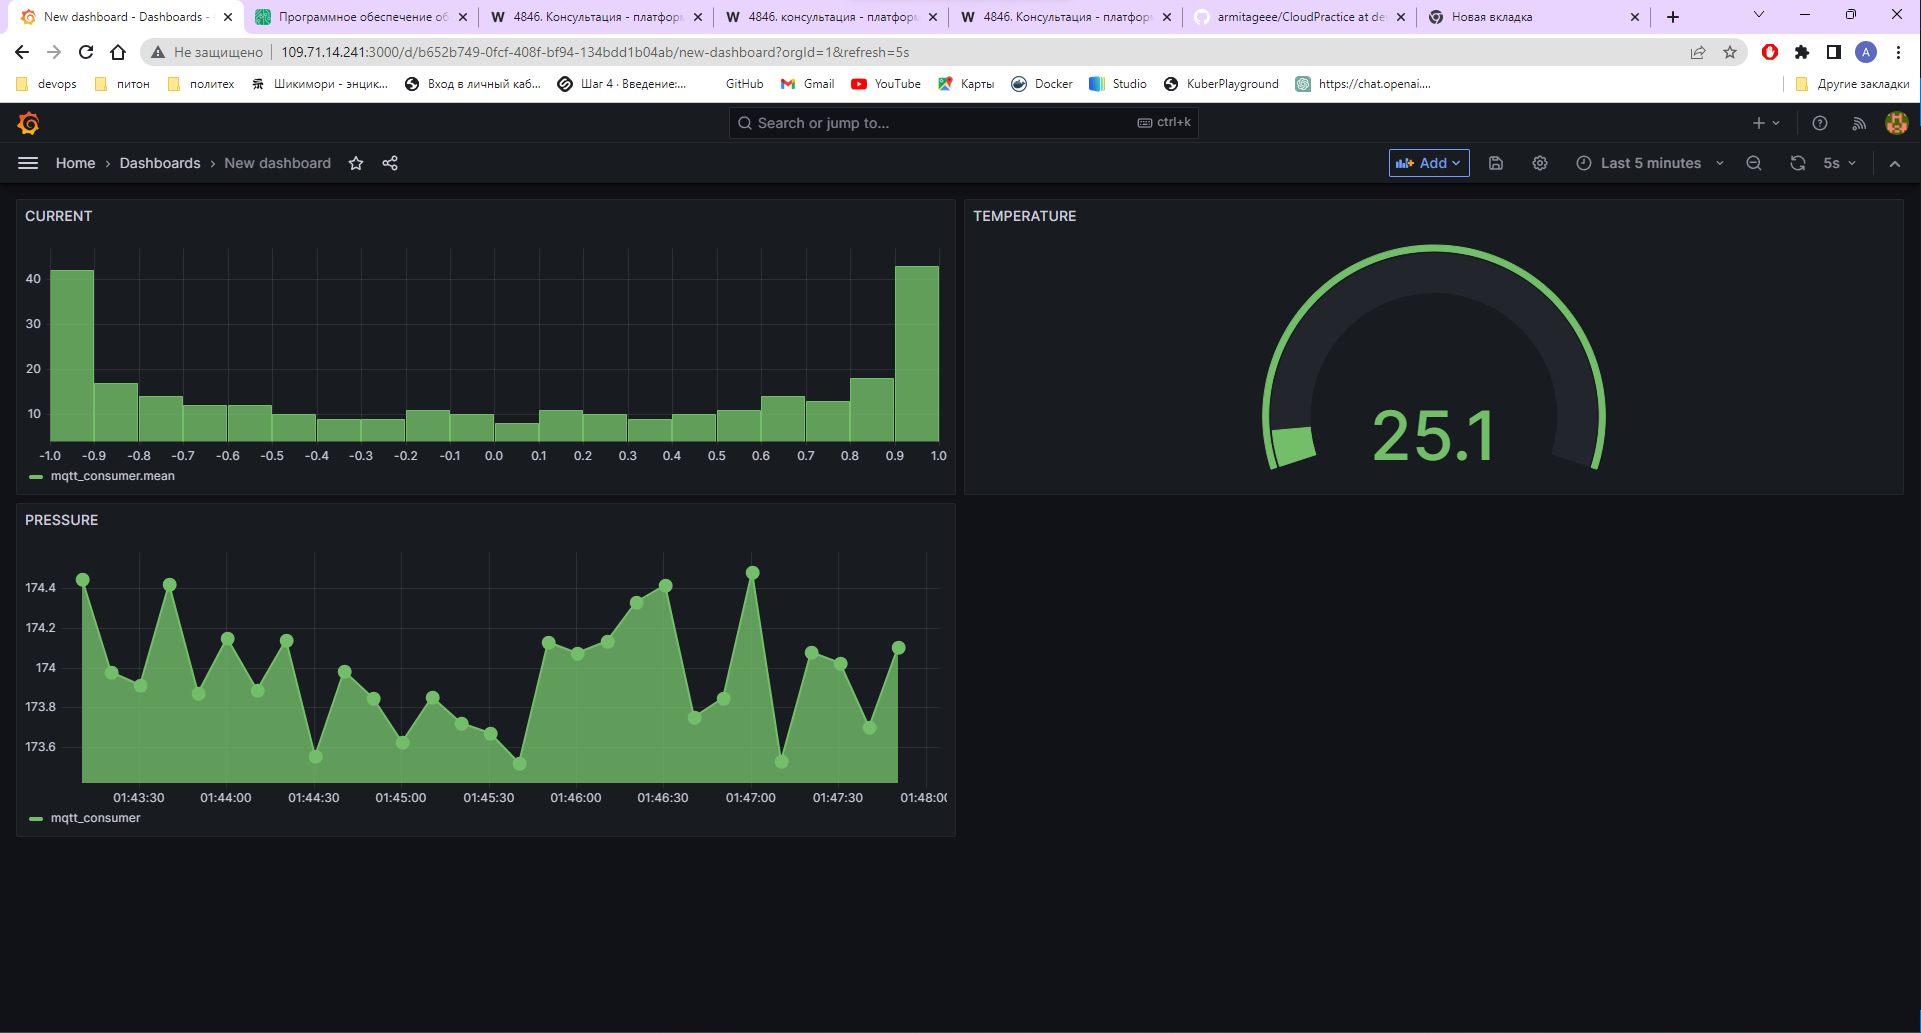 New dashboard - Dashboards -
Программное обеспечение об
4846. Консультация - платфор
4846. консультация - платфор
4846. Консультация - платфор
armitageee/CloudPractice at de
Новая вкладка
Не защищено
109.71.14.241:3000/d/b652b749-0fcf-408f-bf94-134bdd1b04ab/new-dashboard?orgId=1&refresh=5s
A
devops
питон
политех
Шикимори - энцик...
Вход в личный каб...
Шаг 4 · Введение:...
GitHub
Gmail
YouTube
Карты
Docker
Studio
KuberPlayground
https://chat.openai....
Другие закладки
Search or jump to...
ctrl+k
Home › Dashboards › New dashboard
Add
Last 5 minutes
5s
CURRENT
40
30
20
10
-1.0 -0.9 -0.8 -0.7 -0.6 -0.5 -0.4 -0.3 -0.2 -0.1 0.0 0.1 0.2 0.3 0.4 0.5 0.6 0.7 0.8 0.9 1.0
mqtt_consumer.mean
TEMPERATURE
25.1
PRESSURE
174.4
174.2
174
173.8
173.6
01:43:30 01:44:00 01:44:30 01:45:00 01:45:30 01:46:00 01:46:30 01:47:00 01:47:30 01:48:00
mqtt_consumer